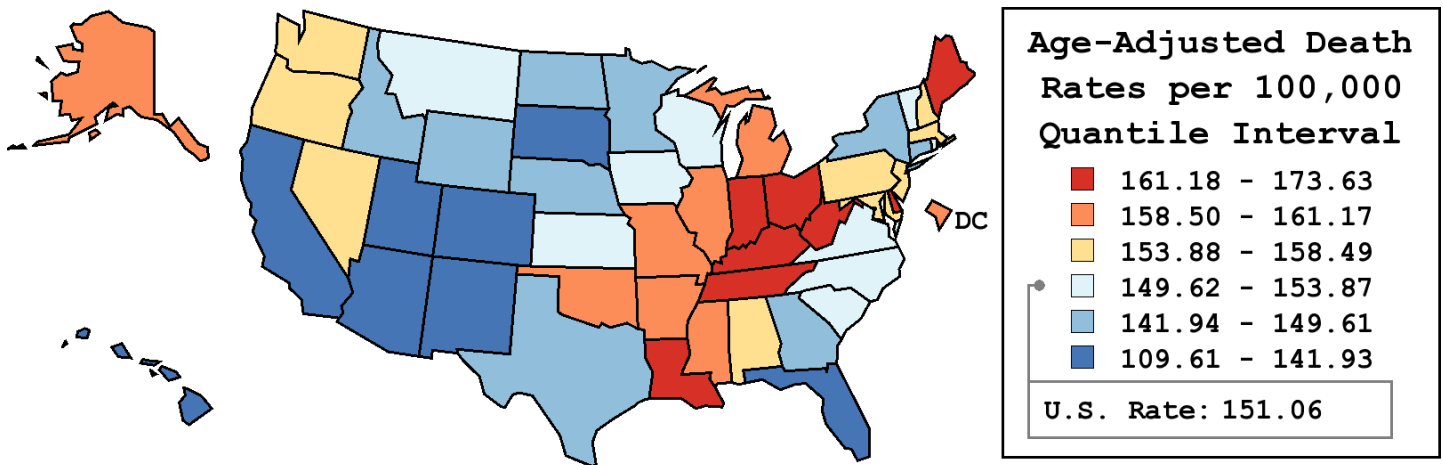 Age-Adjusted Death
Rates per 100,000
Quantile Interval
161.18 - 173.63
158.50 - 161.17
153.88 - 158.49
149.62 - 153.87
141.94 - 149.61
109.61 - 141.93
U.S. Rate: 151.06
DC